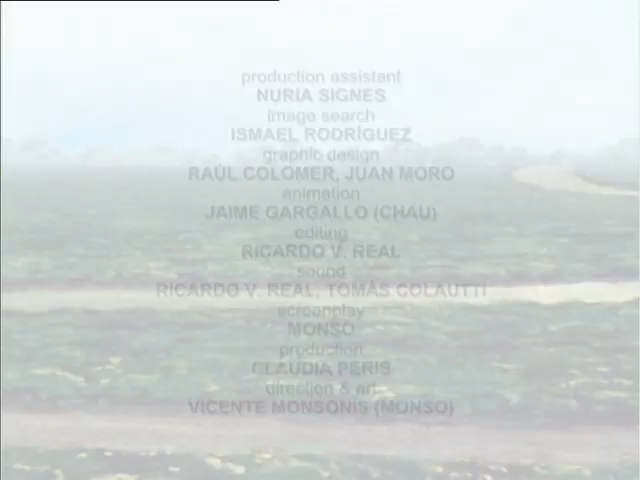 production assistant
NURIA SIGNES
image search
ISMAEL RODRÍGUEZ
graphic design
RAÚL COLOMER, JUAN MORO
animation
JAIME GARGALLO (CHAU)
editing
RICARDO V. REAL
sound
RICARDO V. REAL, TOMÀS COLAUTTI
screenplay
MONSO
production
CLAUDIA PERIS
direction & art
VICENTE MONSONÍS (MONSO)